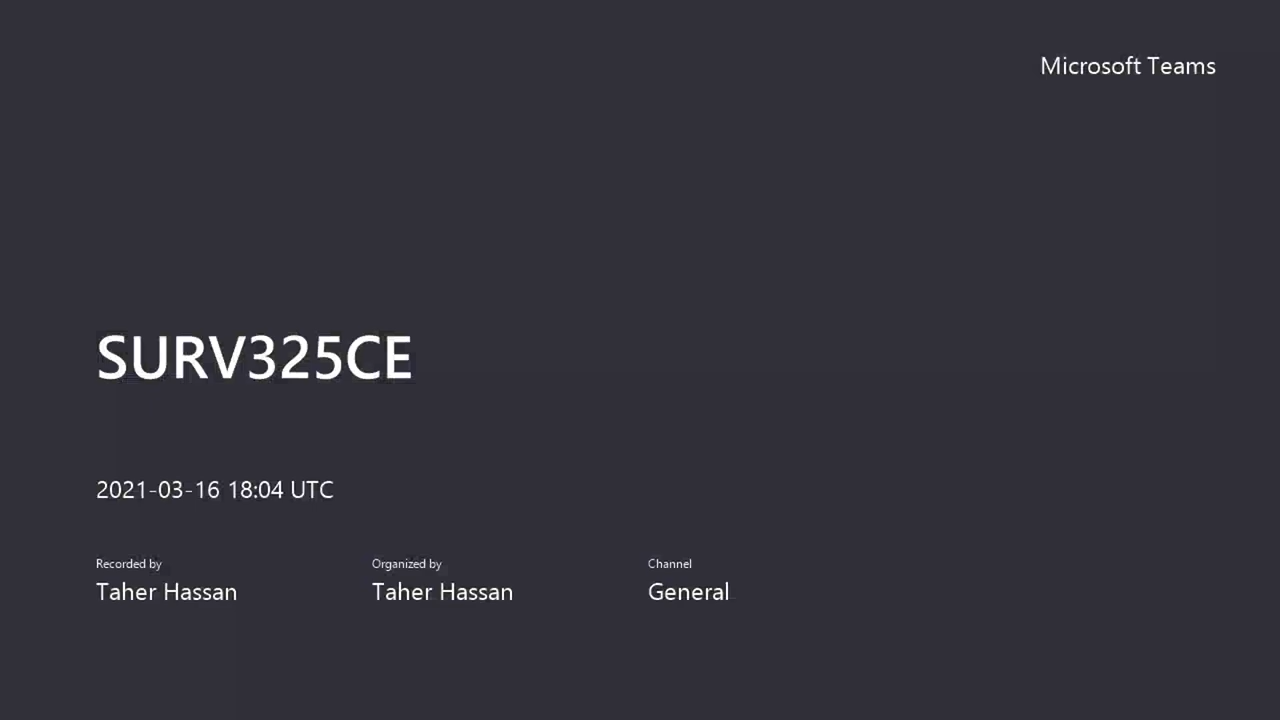 Microsoft Teams
SURV325CE
2021-03-16 18:04 UTC
Recorded by
Taher Hassan
Organized by
Taher Hassan
Channel
General